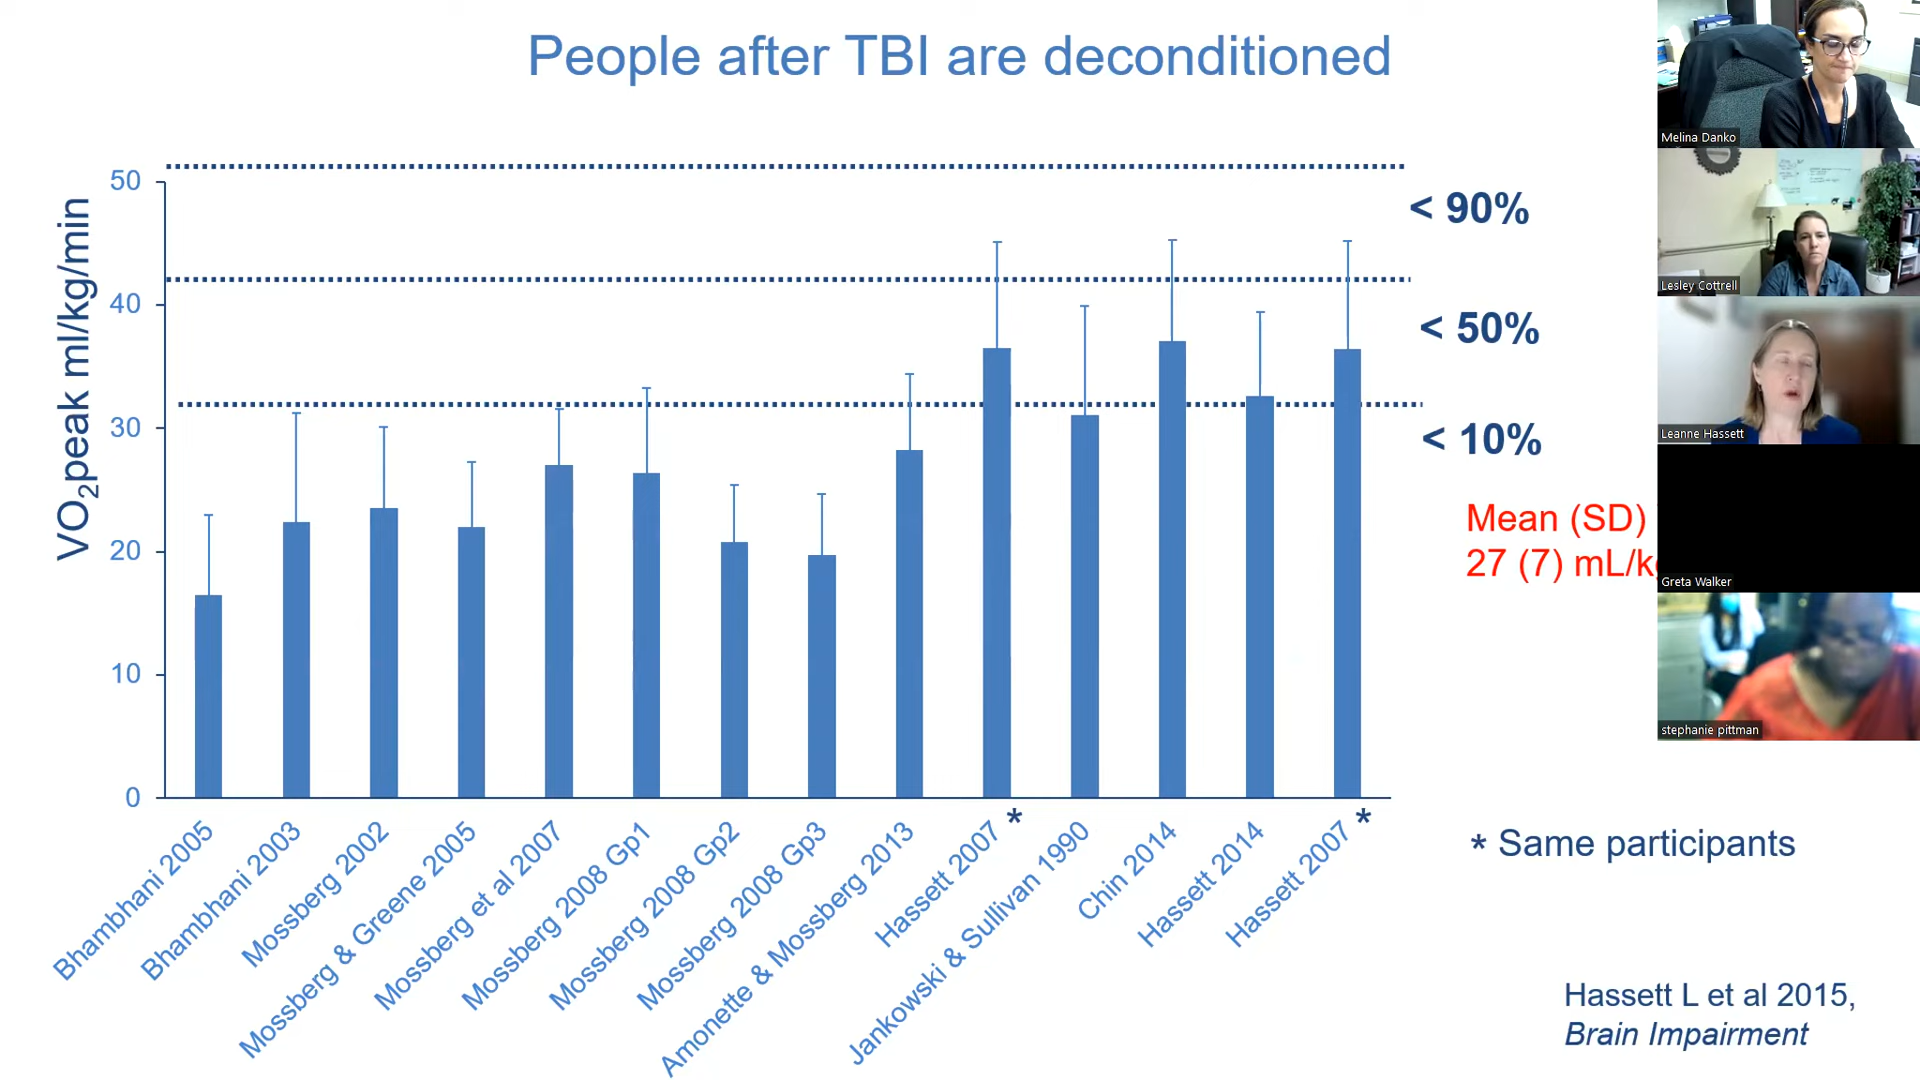 People after TBI are deconditioned
VO2peak ml/kg/min
50
40
30
20
10
0
< 90%
< 50%
< 10%
Mean (SD)
27 (7)
Bhambhani 2005
Bhambhani 2003
Mossberg 2002
Mossberg & Greene 2005
Mossberg et al 2007
Mossberg 2008 Gp1
Mossberg 2008 Gp2
Mossberg 2008 Gp3
Amonette & Mossberg 2013
Hassett 2007 *
Jankowski & Sullivan 1990
Chin 2014
Hassett 2014
Hassett 2007 *
* Same participants
Hassett L et al 2015,
Brain Impairment
Melina Danko
Lesley Cottrell
Leanne Hassett
Greta Walker
stephanie pittman